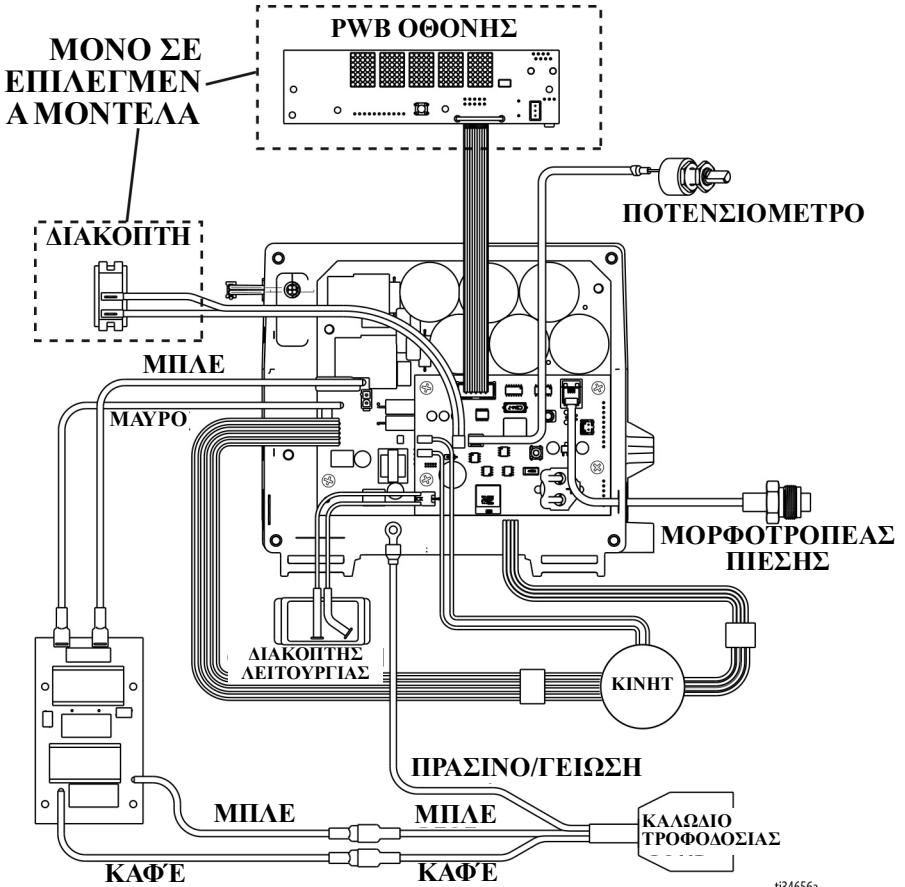 PWB ΟΘΟΝΗΣ
ΜΟΝΟ ΣΕ
ΕΠΙΛΕΓΜΕΝ
Α ΜΟΝΤΕΛΑ
ΠΟΤΕΝΣΙΟΜΕΤΡΟ
ΔΙΑΚΟΠΤΗ
ΜΠΛΕ
ΜΑΥΡΟ
ΜΟΡΦΟΤΡΟΠΕΑΣ
ΠΙΕΣΗΣ
ΔΙΑΚΟΠΤΗΣ
ΛΕΙΤΟΥΡΓΙΑΣ
ΚΙΝΗΤ
ΠΡΑΣΙΝΟ/ΓΕΙΩΣΗ
ΜΠΛΕ
ΜΠΛΕ
ΚΑΛΩΔΙΟ
ΤΡΟΦΟΔΟΣΙΑΣ
ΚΑΦΈ
ΚΑΦΈ
ti34656a